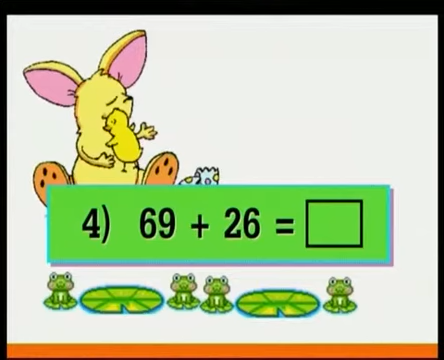 4) 69 + 26 =